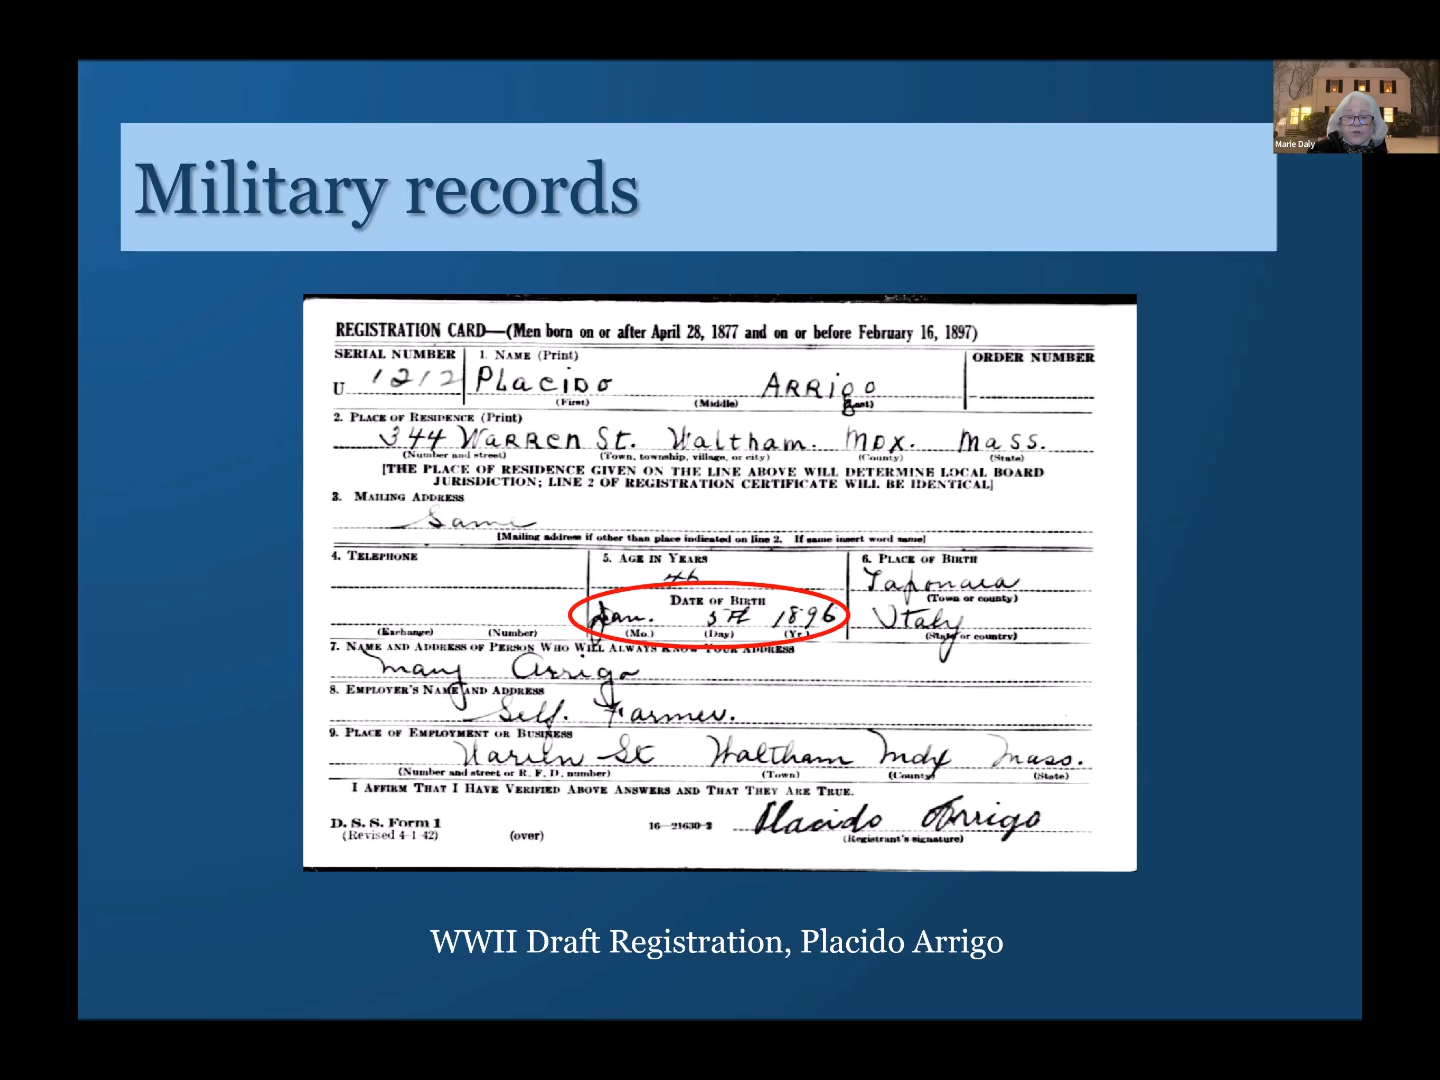 Marie Daly
Military records
REGISTRATION CARD—(Men born on or after April 28, 1877 and on or before February 16, 1897)
SERIAL NUMBER 1. NAME (Print) ORDER NUMBER
U 1212 PLaciDo ARRigo
(First) (Middle) (Last)
2. PLACE OF RESIDENCE (Print)
344 WaRRen St. Waltham. MDX. Mass.
(Number and street) (Town, township, village, or city) (County) (State)
[THE PLACE OF RESIDENCE GIVEN ON THE LINE ABOVE WILL DETERMINE LOCAL BOARD
JURISDICTION; LINE 2 OF REGISTRATION CERTIFICATE WILL BE IDENTICAL]
3. MAILING ADDRESS
Same
[Mailing address if other than place indicated on line 2. If same insert word same]
4. TELEPHONE 5. AGE IN YEARS 6. PLACE OF BIRTH
46
DATE OF BIRTH (Town or county)
Jan. 5th 1896 Italy
(Exchange) (Number) (Mo.) (Day) (Yr.) (State or country)
7. NAME AND ADDRESS OF PERSON WHO WILL ALWAYS KNOW YOUR ADDRESS
Mary Arrigo
8. EMPLOYER'S NAME AND ADDRESS
Self. Farmer.
9. PLACE OF EMPLOYMENT OR BUSINESS
St Waltham Mdx Mass.
(Number and street or R. F. D. number) (Town) (County) (State)
I AFFIRM THAT I HAVE VERIFIED ABOVE ANSWERS AND THAT THEY ARE TRUE.
D. S. S. Form 1
(Revised 4-1-42) (over) 16—21630-2 Placido Arrigo
(Registrant's signature)
WWII Draft Registration, Placido Arrigo